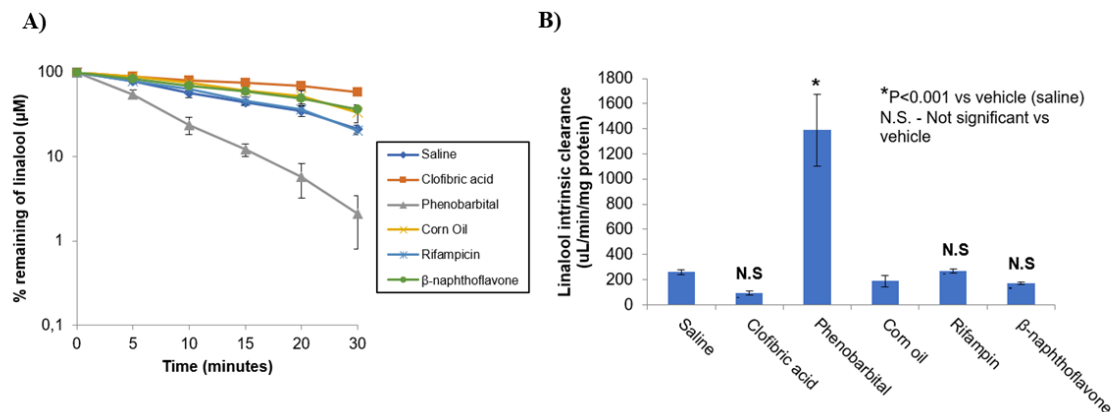 A)
% remaining of linalool (µM)
100
10
1
0,1
0
5
10
15
20
25
30
Time (minutes)
Saline
Clofibric acid
Phenobarbital
Corn Oil
Rifampicin
β-naphthoflavone
B)
Linalool intrinsic clearance
(uL/min/mg protein)
1800
1600
1400
1200
1000
800
600
400
200
0
N.S
*
N.S
N.S
*P<0.001 vs vehicle (saline)
N.S. - Not significant vs
vehicle
Saline
Clofibric acid
Phenobarbital
Corn oil
Rifampin
β-naphthoflavone